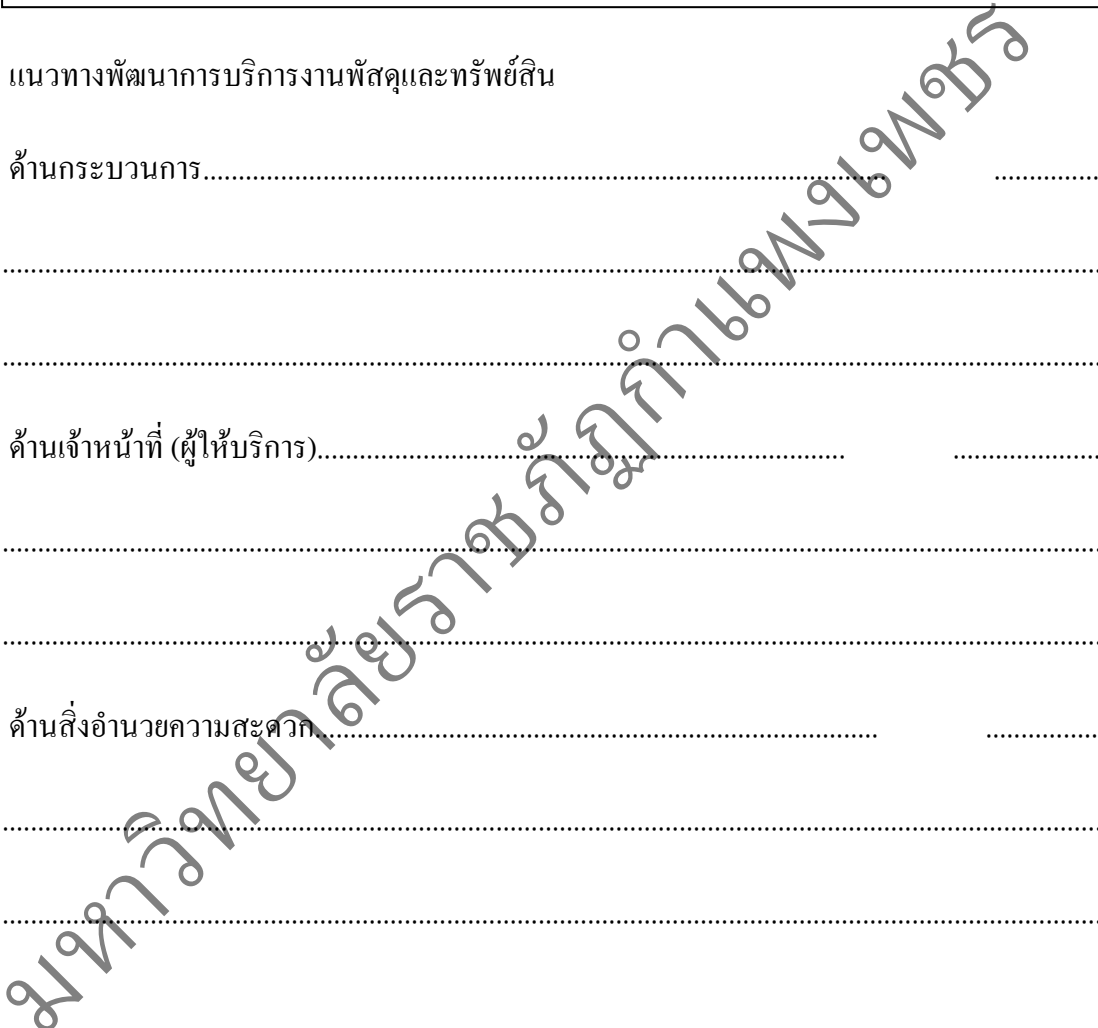 แนวทางพัฒนาการบริการงานพัสดุและทรัพย์สิน
ด้านกระบวนการ................................................................................................. ...............
............................................................................................................................................................
............................................................................................................................................................
ด้านเจ้าหน้าที่ (ผู้ให้บริการ)........................................................................... .....................
............................................................................................................................................................
............................................................................................................................................................
ด้านสิ่งอำนวยความสะดวก................................................................................ ................
............................................................................................................................................................
............................................................................................................................................................
มหาวิทยาลัยราชภัฏกำแพงเพชร